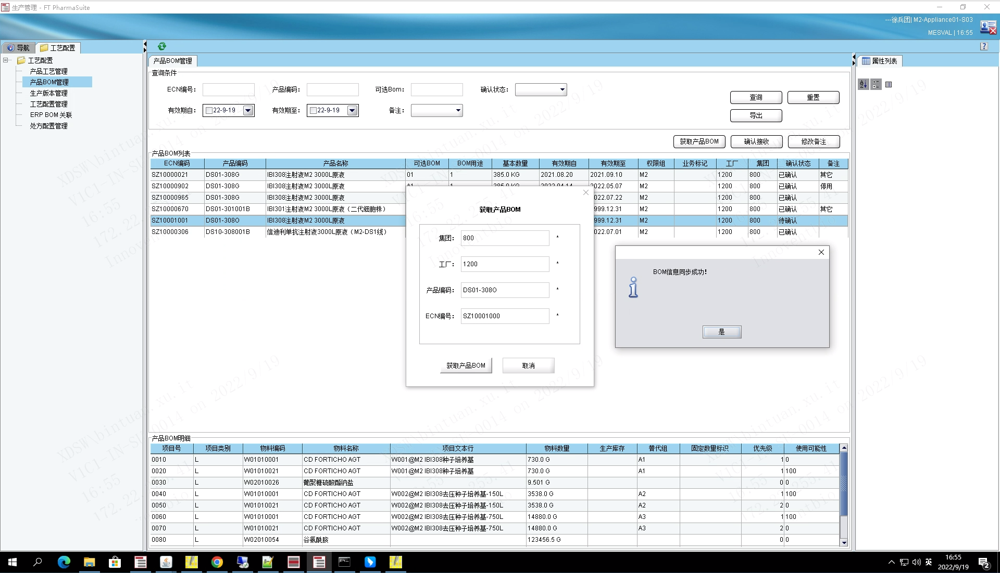 生产管理 - FT PharmaSuite
---徐兵团| M2-Appliance01-S03
MESVAL | 16:55
导航
工艺配置
工艺配置
产品工艺管理
产品BOM管理
生产版本管理
工艺配置管理
ERP BOM 关联
处方配置管理
产品BOM管理
查询条件
ECN编号:
产品编码:
可选Bom:
确认状态:
有效期自: 22-9-19
有效期至: 22-9-19
备注:
查询
重置
导出
获取产品BOM
确认接收
修改备注
属性列表
产品BOM列表
ECN编码 产品编码 产品名称 可选BOM BOM用途 基本数量 有效期自 有效期至 权限组 业务标记 工厂 集团 确认状态 备注
SZ10000021 DS01-308G IBI308注射液M2 3000L原液 01 1 385.0 KG 2021.08.20 2021.09.10 M2 1200 800 已确认 其它
SZ10000902 DS01-308G IBI308注射液M2 3000L原液 2022.05.07 M2 1200 800 已确认 停用
SZ10000965 DS01-308G IBI308注射液M2 3000L原液 022.07.22 M2 1200 800 已确认
SZ10000670 DS01-301001B IBI301注射液M2 3000L原液（二代细胞株） 999.12.31 M2 1200 800 已确认 其它
SZ10001001 DS01-308O IBI308注射液M2 3000L原液 999.12.31 M2 1200 800 待确认
SZ10000306 DS10-308001B 信迪利单抗注射液3000L原液（M2-DS1线） 022.07.01 M2 1200 800 已确认
获取产品BOM
集团: 800 *
工厂: 1200 *
产品编码: DS01-308O *
ECN编号: SZ10001000 *
获取产品BOM
取消
BOM信息同步成功!
是
产品BOM明细
项目号 项目类别 物料编码 物料名称 项目文本行 物料数量 生产库存 替代组 固定数量标识 优先级 使用可能性
0010 L W01010001 CD FORTICHO AGT W001@M2 IBI308种子培养基 730.0 G A1 1 0
0020 L W01010021 CD FORTICHO AGT W001@M2 IBI308种子培养基 730.0 G A1 1 100
0030 L W02010026 葡聚糖硫酸酯钠盐 9.501 G 0 0
0040 L W01010001 CD FORTICHO AGT W002@M2 IBI308去压种子培养基-150L 3538.0 G A2 1 100
0050 L W01010021 CD FORTICHO AGT W002@M2 IBI308去压种子培养基-150L 3538.0 G A2 2 0
0060 L W01010001 CD FORTICHO AGT W002@M2 IBI308去压种子培养基-750L 14880.0 G A3 1 100
0070 L W01010021 CD FORTICHO AGT W002@M2 IBI308去压种子培养基-750L 14880.0 G A3 2 0
0080 L W02010054 谷氨酰胺 123456.5 G 0 0
英
16:55
2022/9/19
2